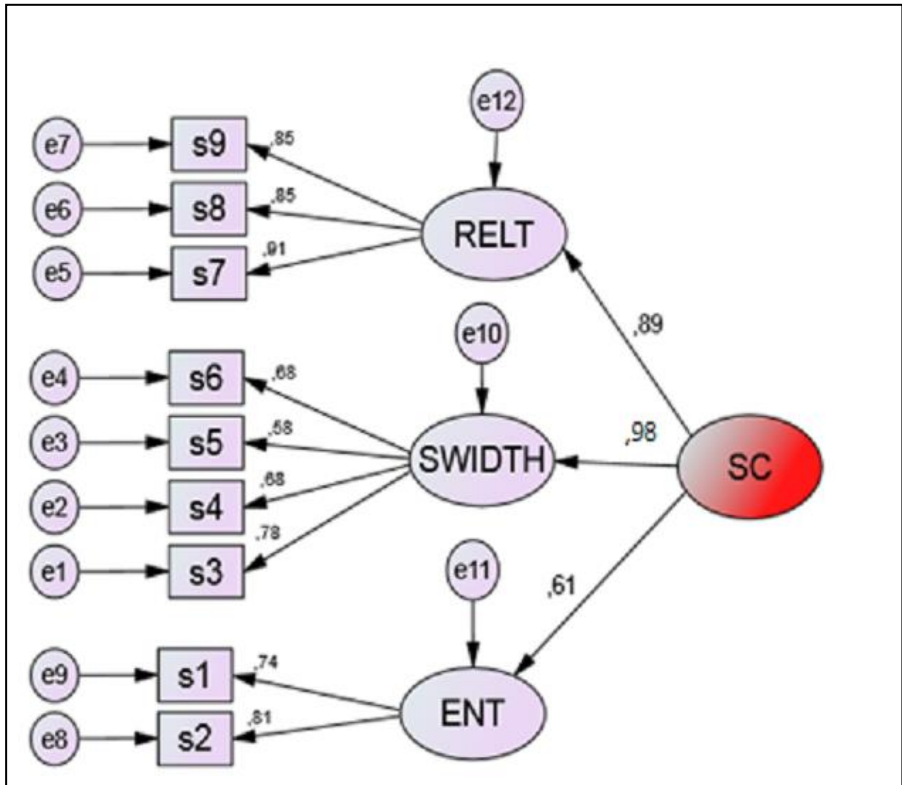 e12
e7
s9
,85
e6
s8
,85
RELT
e5
s7
,91
,89
e10
e4
s6
,68
e3
s5
,58
SWIDTH
,98
SC
e2
s4
,68
e1
s3
,78
e11
,61
e9
s1
,74
ENT
e8
s2
,81